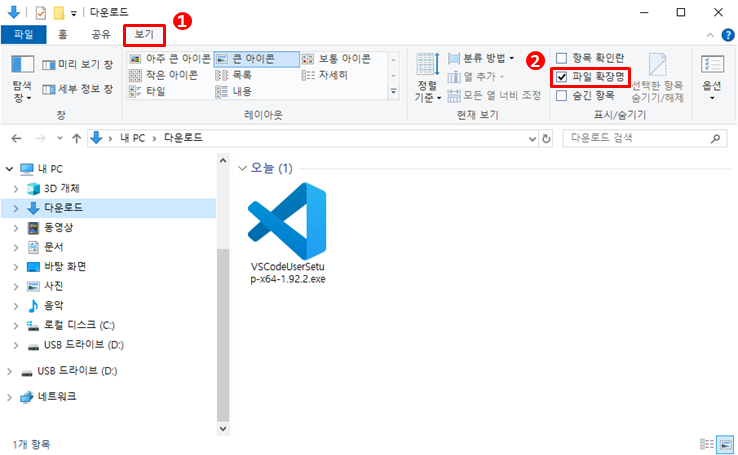 다운로드
1
파일 홈 공유 보기
2
탐색 창
미리 보기 창
세부 정보 창
창
아주 큰 아이콘 큰 아이콘 보통 아이콘
작은 아이콘 목록 자세히
타일 내용
레이아웃
정렬 기준
분류 방법
열 추가
모든 열 너비 조정
현재 보기
항목 확인란
파일 확장명
숨긴 항목
선택한 항목
숨기기/해제
표시/숨기기
옵션
내 PC 다운로드
다운로드 검색
내 PC
3D 개체
다운로드
동영상
문서
바탕 화면
사진
음악
로컬 디스크 (C:)
USB 드라이브 (D:)
USB 드라이브 (D:)
네트워크
오늘 (1)
VSCodeUserSetu
p-x64-1.92.2.exe
1개 항목